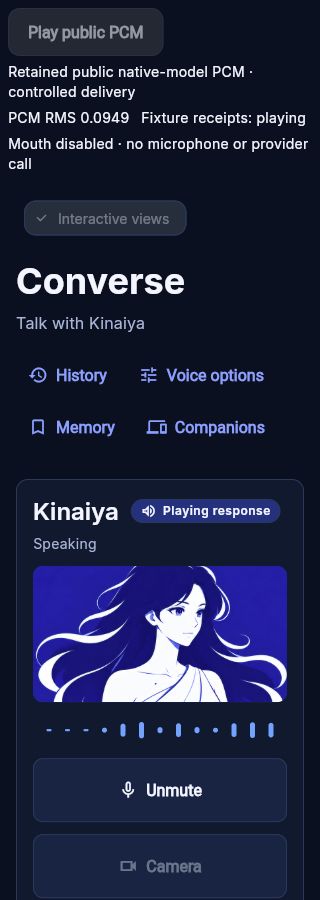 Play public PCM
Retained public native-model PCM ·
controlled delivery
PCM RMS 0.0949 Fixture receipts: playing
Mouth disabled · no microphone or provider
call
Interactive views
Converse
Talk with Kinaiya
History Voice options
Memory Companions
Kinaiya Playing response
Speaking
Unmute
Camera